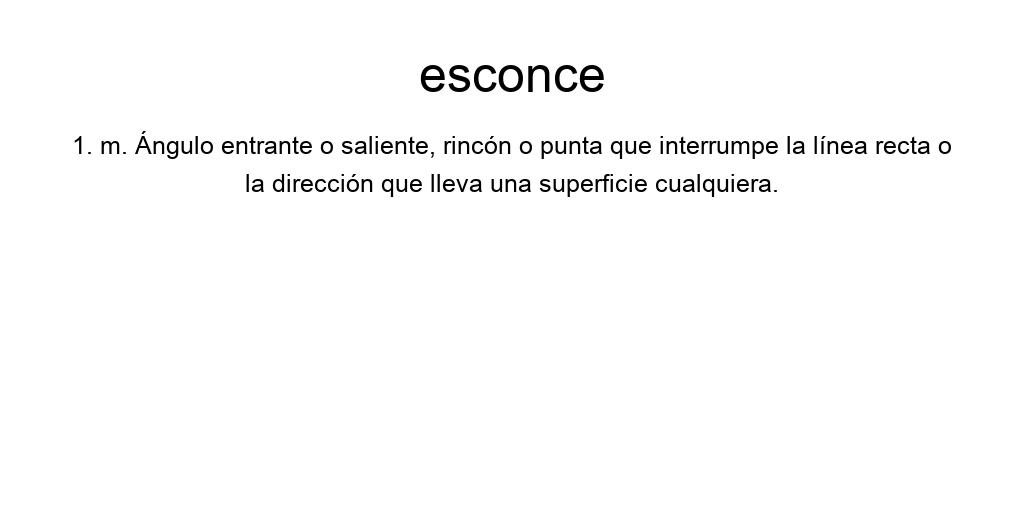 esconce
1. m. Ángulo entrante o saliente, rincón o punta que interrumpe la línea recta o
la dirección que lleva una superficie cualquiera.